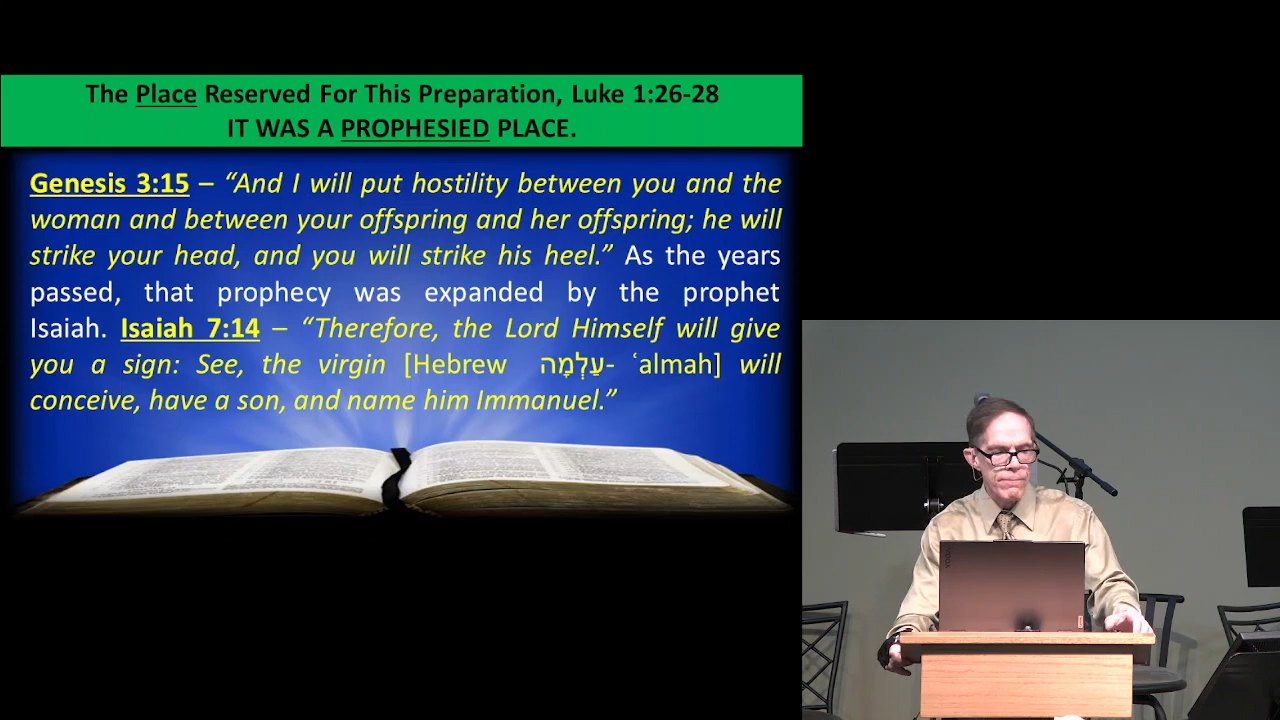 The Place Reserved For This Preparation, Luke 1:26-28
IT WAS A PROPHESIED PLACE.
Genesis 3:15 – “And I will put hostility between you and the
woman and between your offspring and her offspring; he will
strike your head, and you will strike his heel.” As the years
passed, that prophecy was expanded by the prophet
Isaiah. Isaiah 7:14 – “Therefore, the Lord Himself will give
you a sign: See, the virgin [Hebrew עַלְמָה- ʿalmah] will
conceive, have a son, and name him Immanuel.”